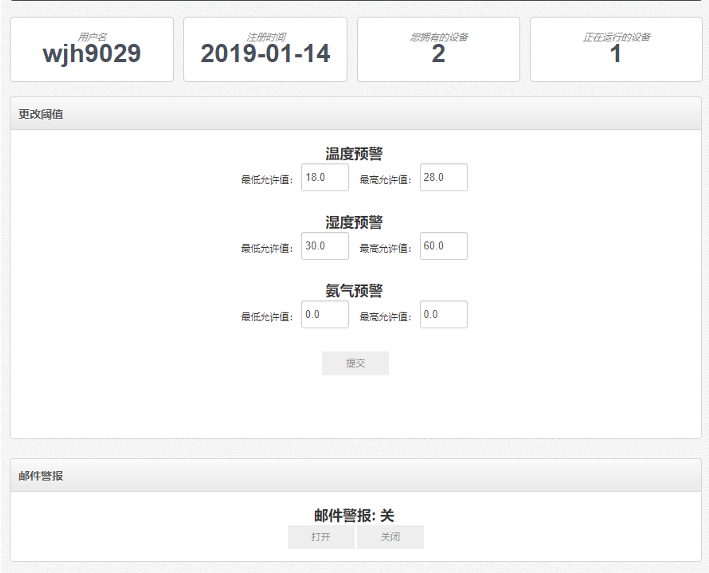 用户名 注册时间 您拥有的设备 正在运行的设备
wjh9029 2019-01-14 2 1
更改阈值
温度预警
最低允许值： 18.0 最高允许值： 28.0
湿度预警
最低允许值： 30.0 最高允许值： 60.0
氨气预警
最低允许值： 0.0 最高允许值： 0.0
提交
邮件警报
邮件警报: 关
打开 关闭